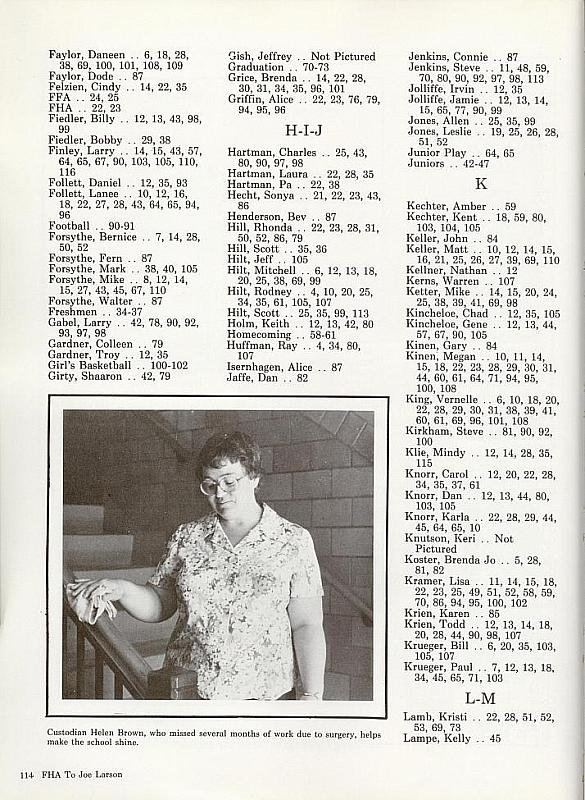 Faylor, Daneen . . 6, 18, 28,
38, 69, 100, 101, 108, 109
Faylor, Dode . . 87
Felzien, Cindy . . 14, 22, 35
FFA . . 24, 25
FHA . . 22, 23
Fiedler, Billy . . 12, 13, 43, 98,
99
Fiedler, Bobby . . 29, 38
Finley, Larry . . 14, 15, 43, 57,
64, 65, 67, 90, 103, 105, 110,
116
Follett, Daniel . . 12, 35, 93
Follett, Lanee . . 10, 12, 16,
18, 22, 27, 28, 43, 64, 65, 94,
96
Football . . 90-91
Forsythe, Bernice . . 7, 14, 28,
50, 52
Forsythe, Fern . . 87
Forsythe, Mark . . 38, 40, 105
Forsythe, Mike . . 8, 12, 14,
15, 27, 43, 45, 67, 110
Forsythe, Walter . . 87
Freshmen . . 34-37
Gabel, Larry . . 42, 78, 90, 92,
93, 97, 98
Gardner, Colleen . . 79
Gardner, Troy . . 12, 35
Girl's Basketball . . 100-102
Girty, Shaaron . . 42, 79
Gish, Jeffrey . . Not Pictured
Graduation . . 70-73
Grice, Brenda . . 14, 22, 28,
30, 31, 34, 35, 96, 101
Griffin, Alice . . 22, 23, 76, 79,
94, 95, 96
H-I-J
Hartman, Charles . . 25, 43,
80, 90, 97, 98
Hartman, Laura . . 22, 28, 35
Hartman, Pa . . 22, 38
Hecht, Sonya . . 21, 22, 23, 43,
86
Henderson, Bev . . 87
Hill, Rhonda . . 22, 23, 28, 31,
50, 52, 86, 79
Hill, Scott . . 35, 36
Hilt, Jeff . . 105
Hilt, Mitchell . . 6, 12, 13, 18,
20, 25, 38, 69, 99
Hilt, Rodney . . 4, 10, 20, 25,
34, 35, 61, 105, 107
Hilt, Scott . . 25, 35, 99, 113
Holm, Keith . . 12, 13, 42, 80
Homecoming . . 58-61
Huffman, Ray . . 4, 34, 80,
107
Isernhagen, Alice . . 87
Jaffe, Dan . . 82
Jenkins, Connie . . 87
Jenkins, Steve . . 11, 48, 59,
70, 80, 90, 92, 97, 98, 113
Jolliffe, Irvin . . 12, 35
Jolliffe, Jamie . . 12, 13, 14,
15, 65, 77, 90, 99
Jones, Allen . . 25, 35, 99
Jones, Leslie . . 19, 25, 26, 28,
51, 52
Junior Play . . 64, 65
Juniors . . 42-47
K
Kechter, Amber . . 59
Kechter, Kent . . 18, 59, 80,
103, 104, 105
Keller, John . . 84
Keller, Matt . . 10, 12, 14, 15,
16, 21, 25, 26, 27, 39, 69, 110
Kellner, Nathan . . 12
Kerns, Warren . . 107
Ketter, Mike . . 14, 15, 20, 24,
25, 38, 39, 41, 69, 98
Kincheloe, Chad . . 12, 35, 105
Kincheloe, Gene . . 12, 13, 44,
57, 67, 90, 105
Kinen, Gary . . 84
Kinen, Megan . . 10, 11, 14,
15, 18, 22, 23, 28, 29, 30, 31,
44, 60, 61, 64, 71, 94, 95,
100, 108
King, Vernelle . . 6, 10, 18, 20,
22, 28, 29, 30, 31, 38, 39, 41,
60, 61, 69, 96, 101, 108
Kirkham, Steve . . 81, 90, 92,
100
Klie, Mindy . . 12, 14, 28, 35,
115
Knorr, Carol . . 12, 20, 22, 28,
34, 35, 37, 61
Knorr, Dan . . 12, 13, 44, 80,
103, 105
Knorr, Karla . . 22, 28, 29, 44,
45, 64, 65, 10
Knutson, Keri . . Not
Pictured
Koster, Brenda Jo . . 5, 28,
81, 82
Kramer, Lisa . . 11, 14, 15, 18,
22, 23, 25, 49, 51, 52, 58, 59,
70, 86, 94, 95, 100, 102
Krien, Karen . . 85
Krien, Todd . . 12, 13, 14, 18,
20, 28, 44, 90, 98, 107
Krueger, Bill . . 6, 20, 35, 103,
105, 107
Krueger, Paul . . 7, 12, 13, 18,
34, 45, 65, 71, 103
L-M
Lamb, Kristi . . 22, 28, 51, 52,
53, 69, 73
Lampe, Kelly . . 45
Custodian Helen Brown, who missed several months of work due to surgery, helps
make the school shine.
114 FHA To Joe Larson